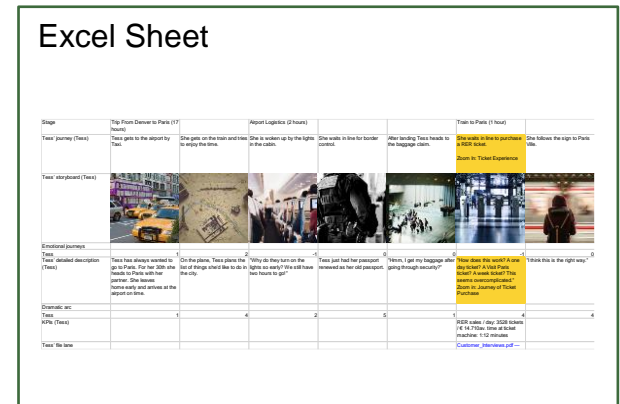 Excel Sheet
Stage
Trip From Denver to Paris (17
hours)
Airport Logistics (2 hours)
Train to Paris (1 hour)
Tess' journey (Tess)
Tess gets to the airport by
Taxi.
She gets on the train and tries
to enjoy the time.
She is woken up by the lights
in the cabin.
She waits in line for border
control.
After landing Tess heads to
the baggage claim.
She waits in line to purchase
a RER ticket.
Zoom In: Ticket Experience
She follows the sign to Paris
Ville.
Tess' storyboard (Tess)
Emotional journeys
Tess 1 2 -1 0 0 -1 0
Tess' detailed description
(Tess)
Tess has always wanted to
go to Paris. For her 30th she
heads to Paris with her
partner. She leaves
home early and arrives at the
airport on time.
On the plane, Tess plans the
list of things she'd like to do in
the city.
"Why do they turn on the
lights so early? We still have
two hours to go!"
Tess just had her passport
renewed as her old passport
"Hmm, I get my baggage after
going through security?"
"How does this work? A one
day ticket? A Visit Paris
ticket? A week ticket? This
seems overcomplicated."
Zoom in: Journey of Ticket
Purchase
"I think this is the right way."
Dramatic arc
Tess 1 4 2 5 1 4 4
KPIs (Tess)
RER sales / day: 3528 tickets
/ € 14.710av. time at ticket
machine: 1:12 minutes
Tess' file lane
Customer_Interviews.pdf —